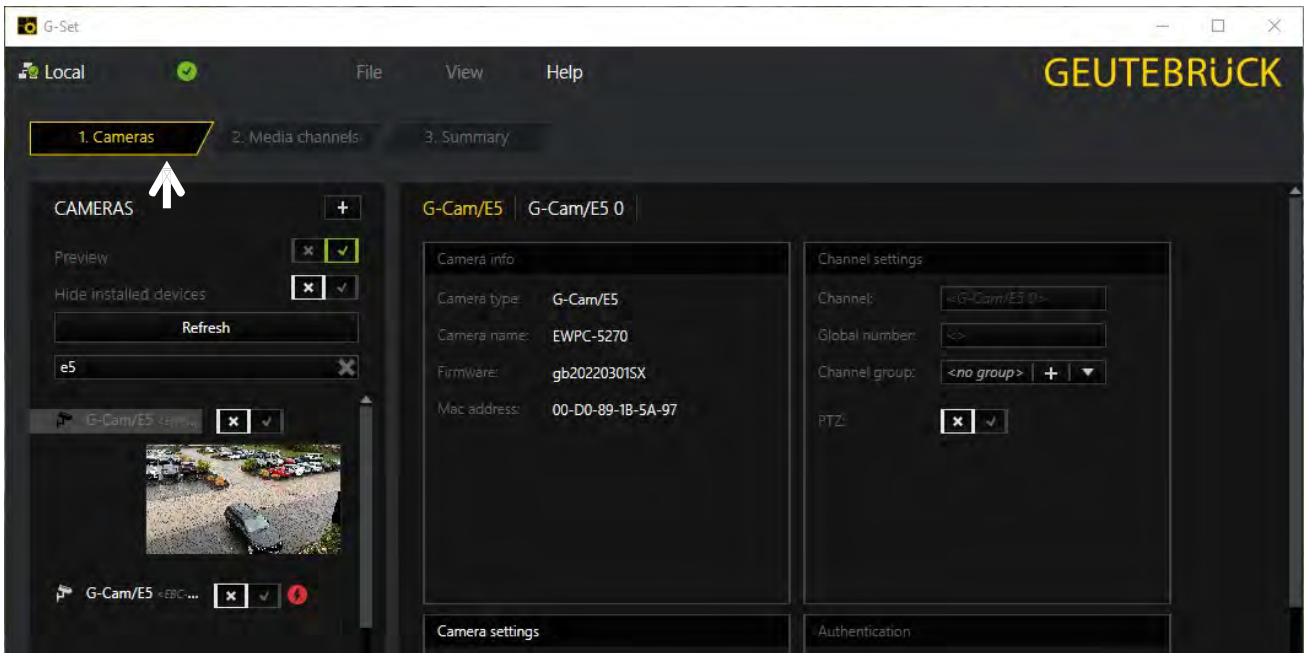 G-Set
Local File View Help GEUTEBRÜCK
1. Cameras 2. Media channels 3. Summary
CAMERAS +
Preview
Hide installed devices
Refresh
e5
G-Cam/E5
G-Cam/E5 <EBC-...
G-Cam/E5 G-Cam/E5 0
Camera info
Camera type: G-Cam/E5
Camera name: EWPC-5270
Firmware: gb20220301SX
Mac address: 00-D0-89-1B-5A-97
Channel settings
Channel: <G-Cam/E5 0>
Global number: <>
Channel group: <no group> +
PTZ:
Camera settings
Authentication